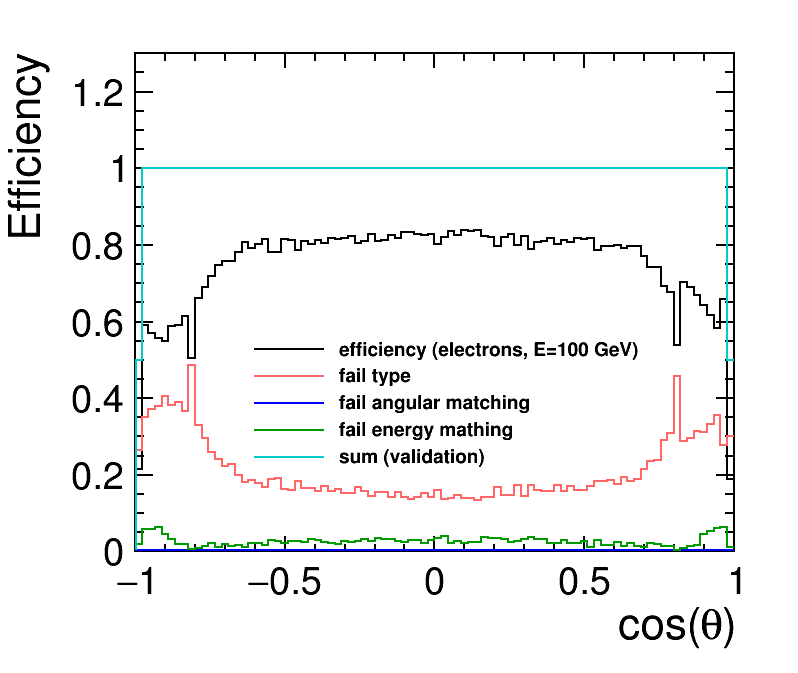 Efficiency
1.2
1
0.8
0.6
0.4
0.2
0
efficiency (electrons, E=100 GeV)
fail type
fail angular matching
fail energy mathing
sum (validation)
−1 −0.5 0 0.5 1
cos(θ)